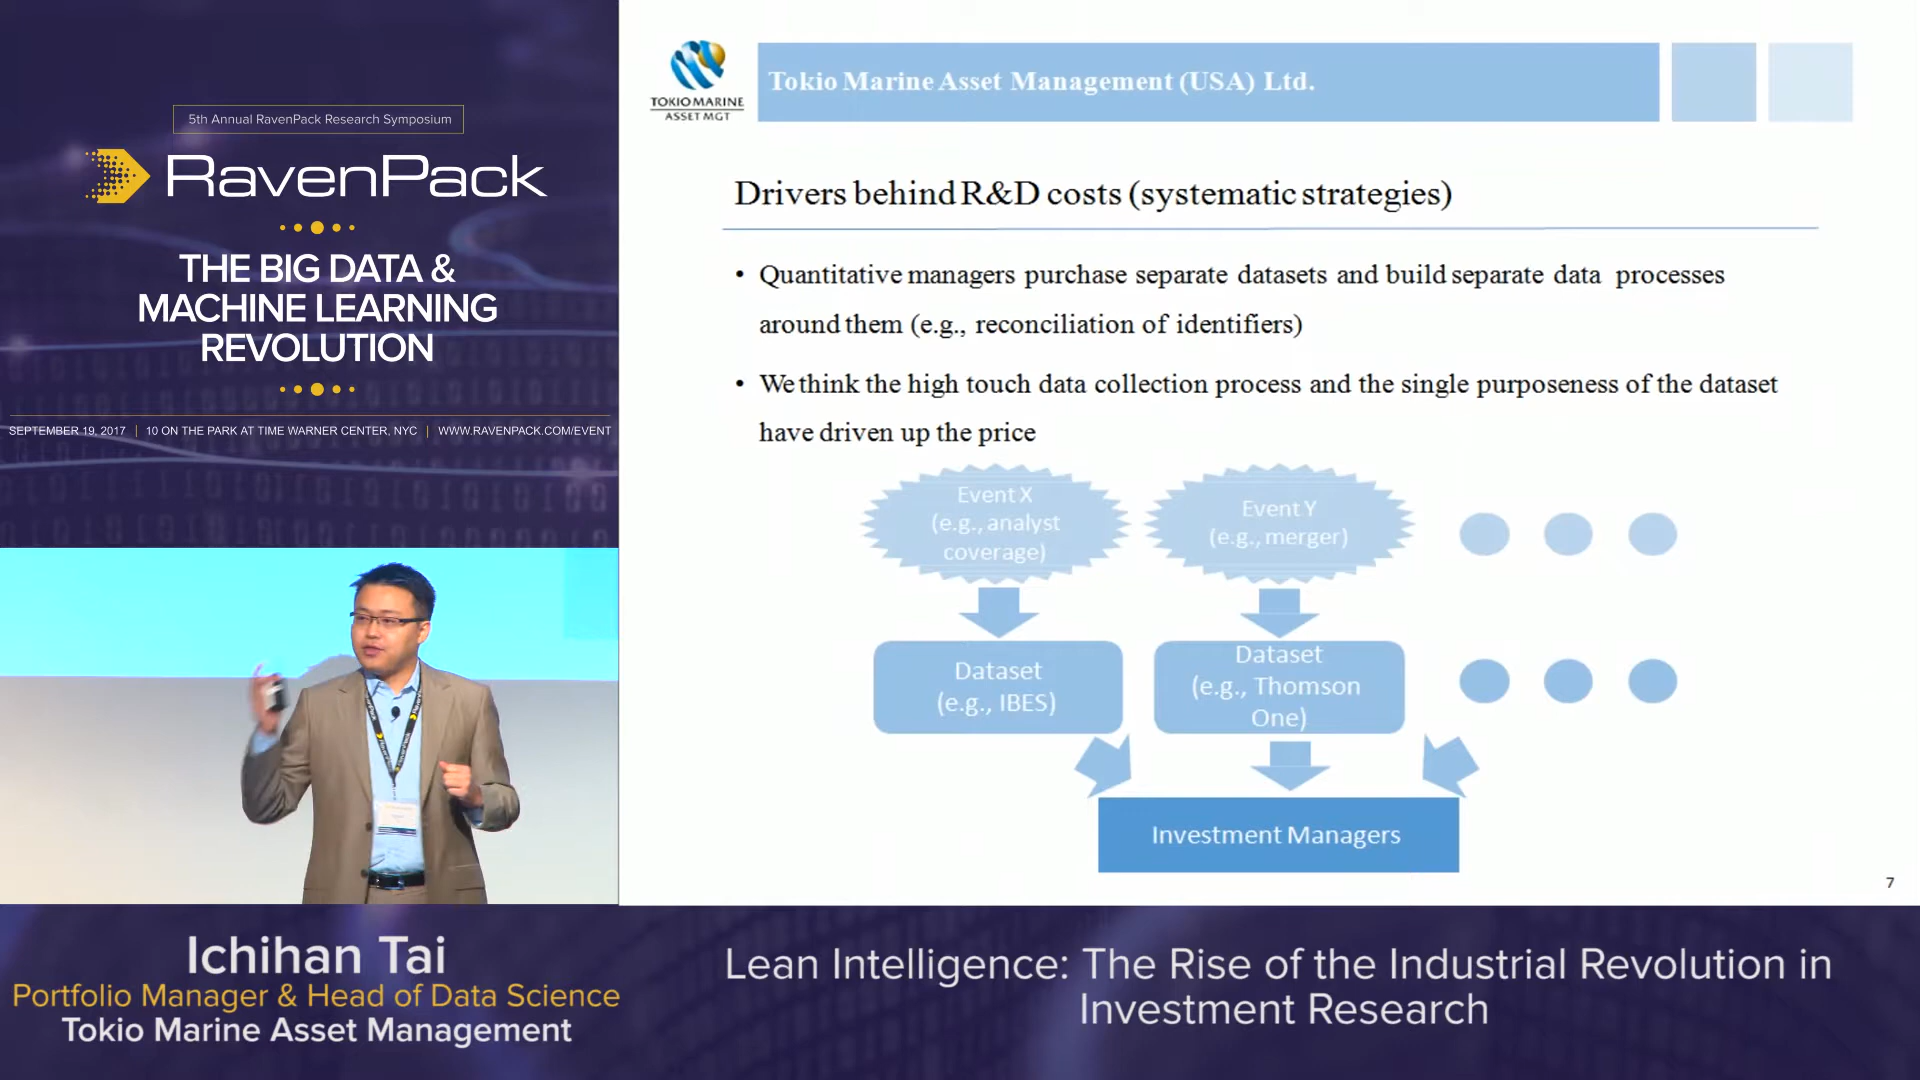 5th Annual RavenPack Research Symposium
RavenPack
THE BIG DATA &
MACHINE LEARNING
REVOLUTION
SEPTEMBER 19, 2017 | 10 ON THE PARK AT TIME WARNER CENTER, NYC | WWW.RAVENPACK.COM/EVENT
TOKIO MARINE
ASSET MGT
Tokio Marine Asset Management (USA) Ltd.
Drivers behind R&D costs (systematic strategies)
• Quantitative managers purchase separate datasets and build separate data processes
around them (e.g., reconciliation of identifiers)
• We think the high touch data collection process and the single purposeness of the dataset
have driven up the price
Event X
(e.g., analyst
coverage)
Event Y
(e.g., merger)
Dataset
(e.g., IBES)
Dataset
(e.g., Thomson
One)
Investment Managers
7
Ichihan Tai
Portfolio Manager & Head of Data Science
Tokio Marine Asset Management
Lean Intelligence: The Rise of the Industrial Revolution in
Investment Research